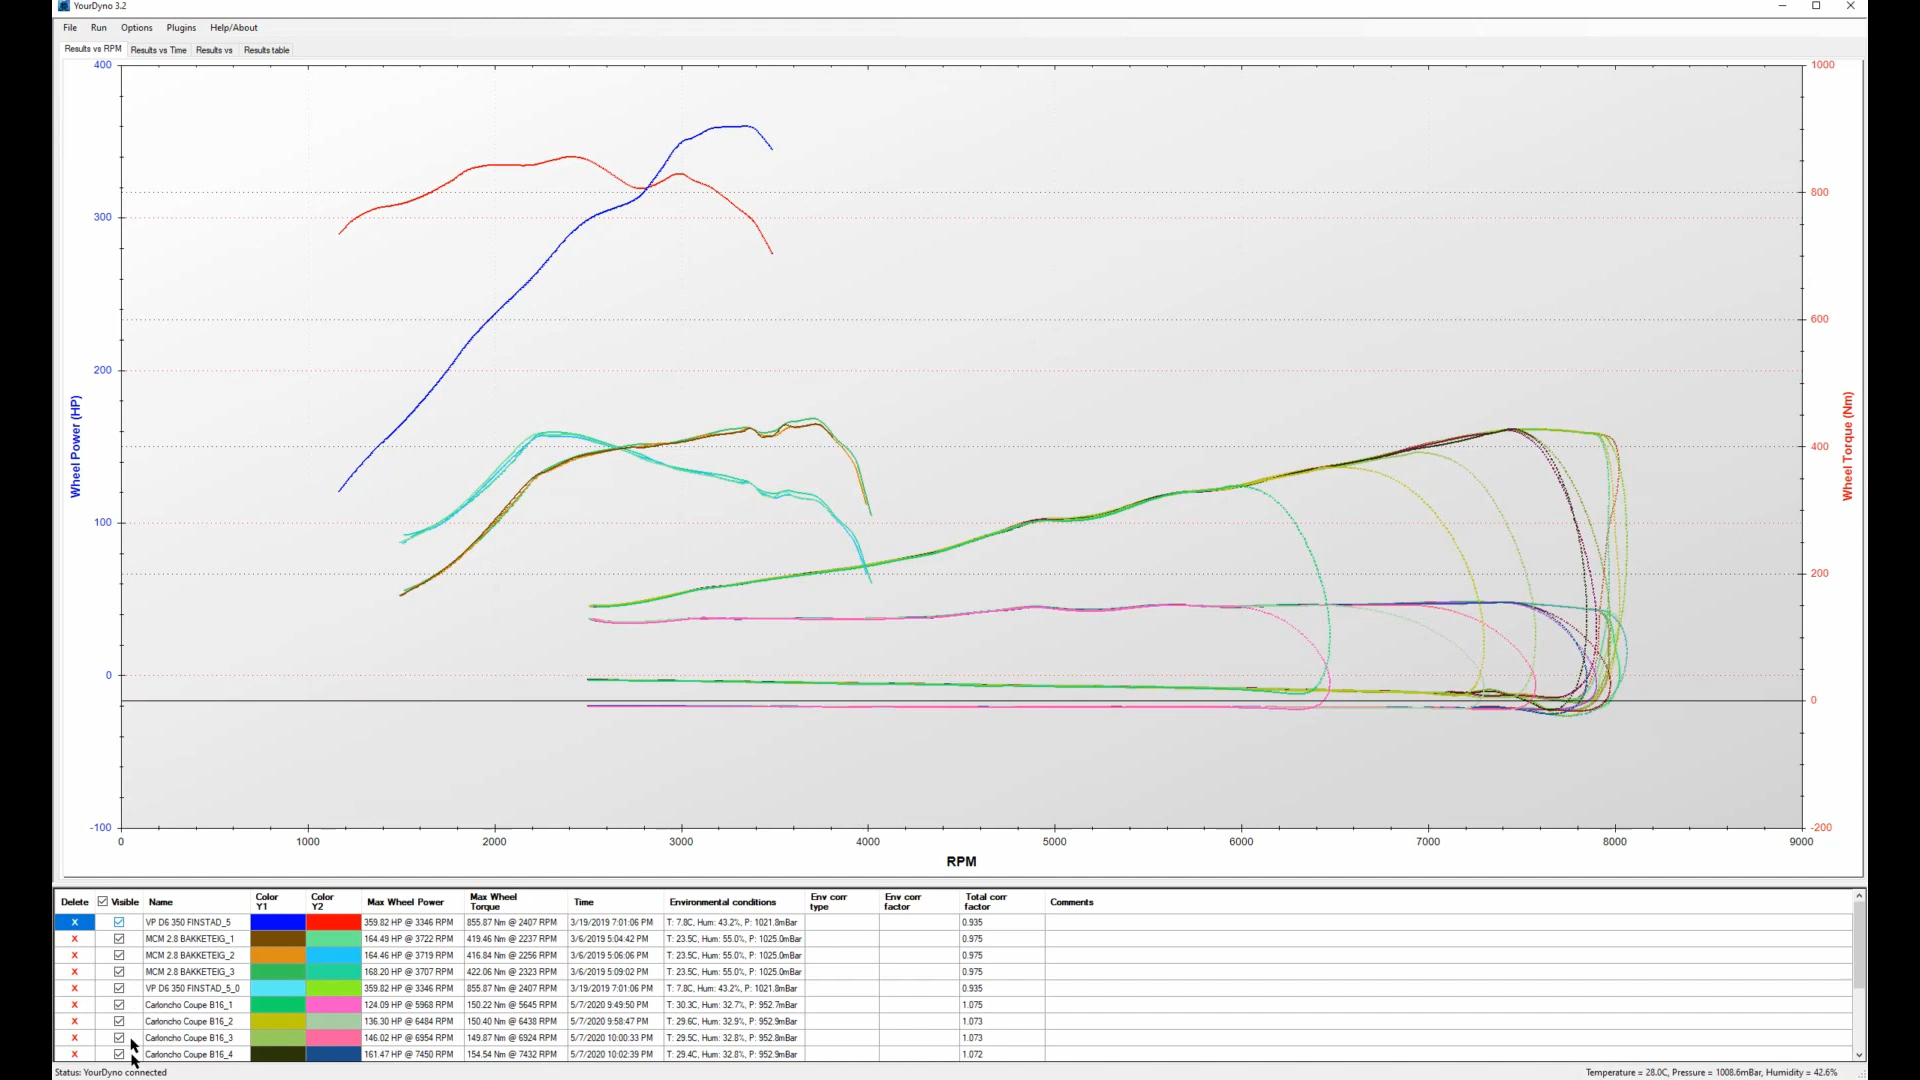 YourDyno 3.2
File Run Options Plugins Help/About
Results vs RPM Results vs Time Results vs Results table
400 1000
300 800
600
200
400
100
200
0
0
-100 -200
Wheel Power (HP)
Wheel Torque (Nm)
0 1000 2000 3000 4000 5000 6000 7000 8000 9000
RPM
Delete Visible Name Color Y1 Color Y2 Max Wheel Power Max Wheel Torque Time Environmental conditions Env corr type Env corr factor Total corr factor Comments
X VP D6 350 FINSTAD_5 359.82 HP @ 3346 RPM 855.87 Nm @ 2407 RPM 3/19/2019 7:01:06 PM T: 7.8C, Hum: 43.2%, P: 1021.8mBar 0.935
X MCM 2.8 BAKKETEIG_1 164.49 HP @ 3722 RPM 419.46 Nm @ 2237 RPM 3/6/2019 5:04:42 PM T: 23.5C, Hum: 55.0%, P: 1025.0mBar 0.975
X MCM 2.8 BAKKETEIG_2 164.46 HP @ 3719 RPM 416.84 Nm @ 2256 RPM 3/6/2019 5:06:06 PM T: 23.5C, Hum: 55.0%, P: 1025.0mBar 0.975
X MCM 2.8 BAKKETEIG_3 168.20 HP @ 3707 RPM 422.06 Nm @ 2323 RPM 3/6/2019 5:09:02 PM T: 23.5C, Hum: 55.0%, P: 1025.0mBar 0.975
X VP D6 350 FINSTAD_5_0 359.82 HP @ 3346 RPM 855.87 Nm @ 2407 RPM 3/19/2019 7:01:06 PM T: 7.8C, Hum: 43.2%, P: 1021.8mBar 0.935
X Carloncho Coupe B16_1 124.09 HP @ 5968 RPM 150.22 Nm @ 5645 RPM 5/7/2020 9:49:50 PM T: 30.3C, Hum: 32.7%, P: 952.7mBar 1.075
X Carloncho Coupe B16_2 136.30 HP @ 6484 RPM 150.40 Nm @ 6438 RPM 5/7/2020 9:58:47 PM T: 29.6C, Hum: 32.9%, P: 952.9mBar 1.073
X Carloncho Coupe B16_3 146.02 HP @ 6954 RPM 149.87 Nm @ 6924 RPM 5/7/2020 10:00:33 PM T: 29.5C, Hum: 32.8%, P: 952.8mBar 1.073
X Carloncho Coupe B16_4 161.47 HP @ 7450 RPM 154.54 Nm @ 7432 RPM 5/7/2020 10:02:39 PM T: 29.4C, Hum: 32.8%, P: 952.9mBar 1.072
Status: YourDyno connected Temperature = 28.0C, Pressure = 1008.6mBar, Humidity = 42.6%